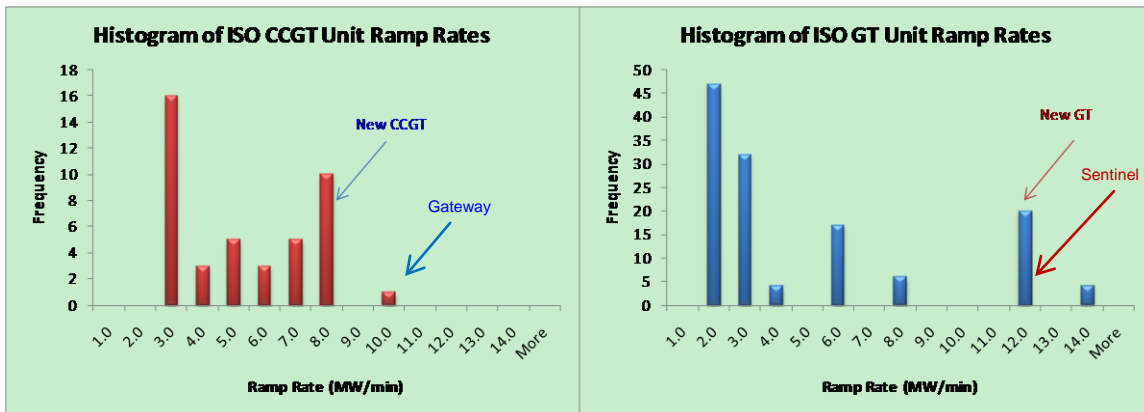 Histogram of ISO CCGT Unit Ramp Rates
18
16
14
12
10
8
6
4
2
0
Frequency
New CCGT
Gateway
1.0 2.0 3.0 4.0 5.0 6.0 7.0 8.0 9.0 10.0 11.0 12.0 13.0 14.0 More
Ramp Rate (MW/min)
Histogram of ISO GT Unit Ramp Rates
50
45
40
35
30
25
20
15
10
5
0
Frequency
New GT
Sentinel
1.0 2.0 3.0 4.0 5.0 6.0 7.0 8.0 9.0 10.0 11.0 12.0 13.0 14.0 More
Ramp Rate (MW/min)